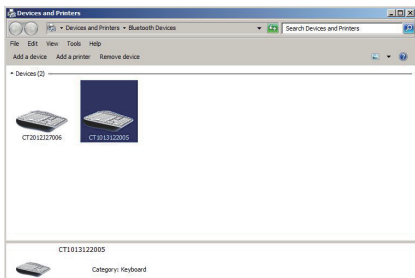 Devices and Printers
Devices and Printers Bluetooth Devices
Search Devices and Printers
File Edit View Tools Help
Add a device Add a printer Remove device
Devices (2)
CT2012J27006 CT1013122005
CT1013122005
Category: Keyboard